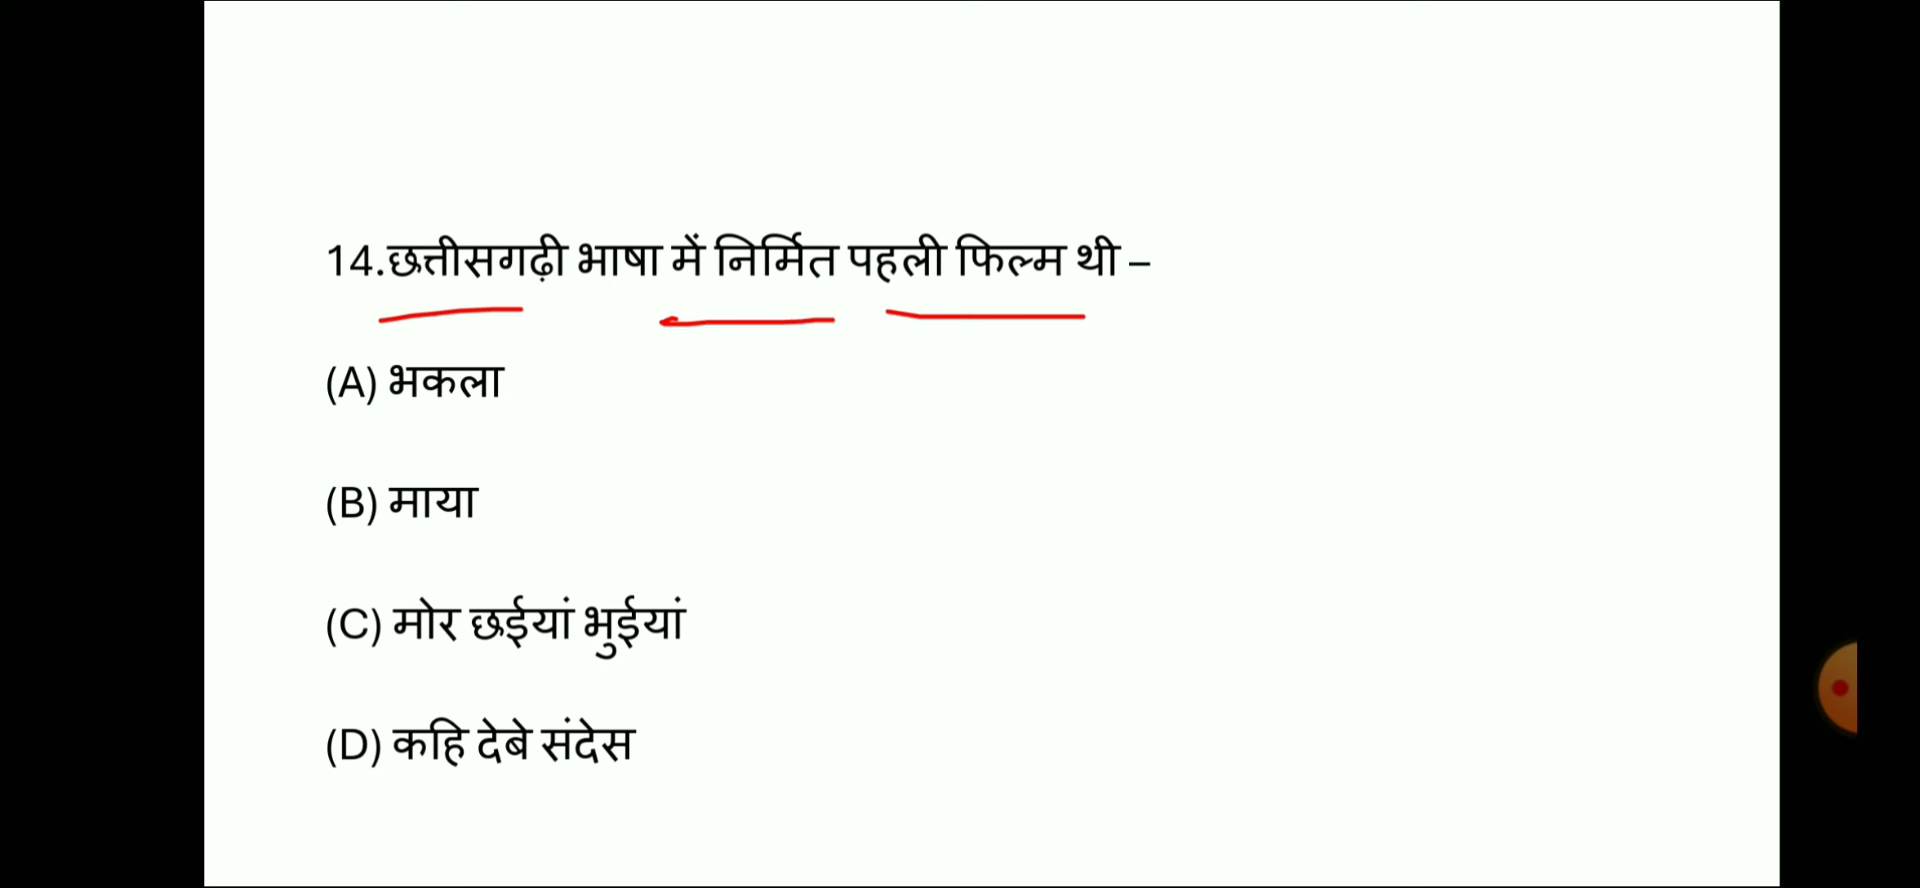 14.छत्तीसगढ़ी भाषा में निर्मित पहली फिल्म थी –
(A) भकला
(B) माया
(C) मोर छईयां भुईयां
(D) कहि देबे संदेस